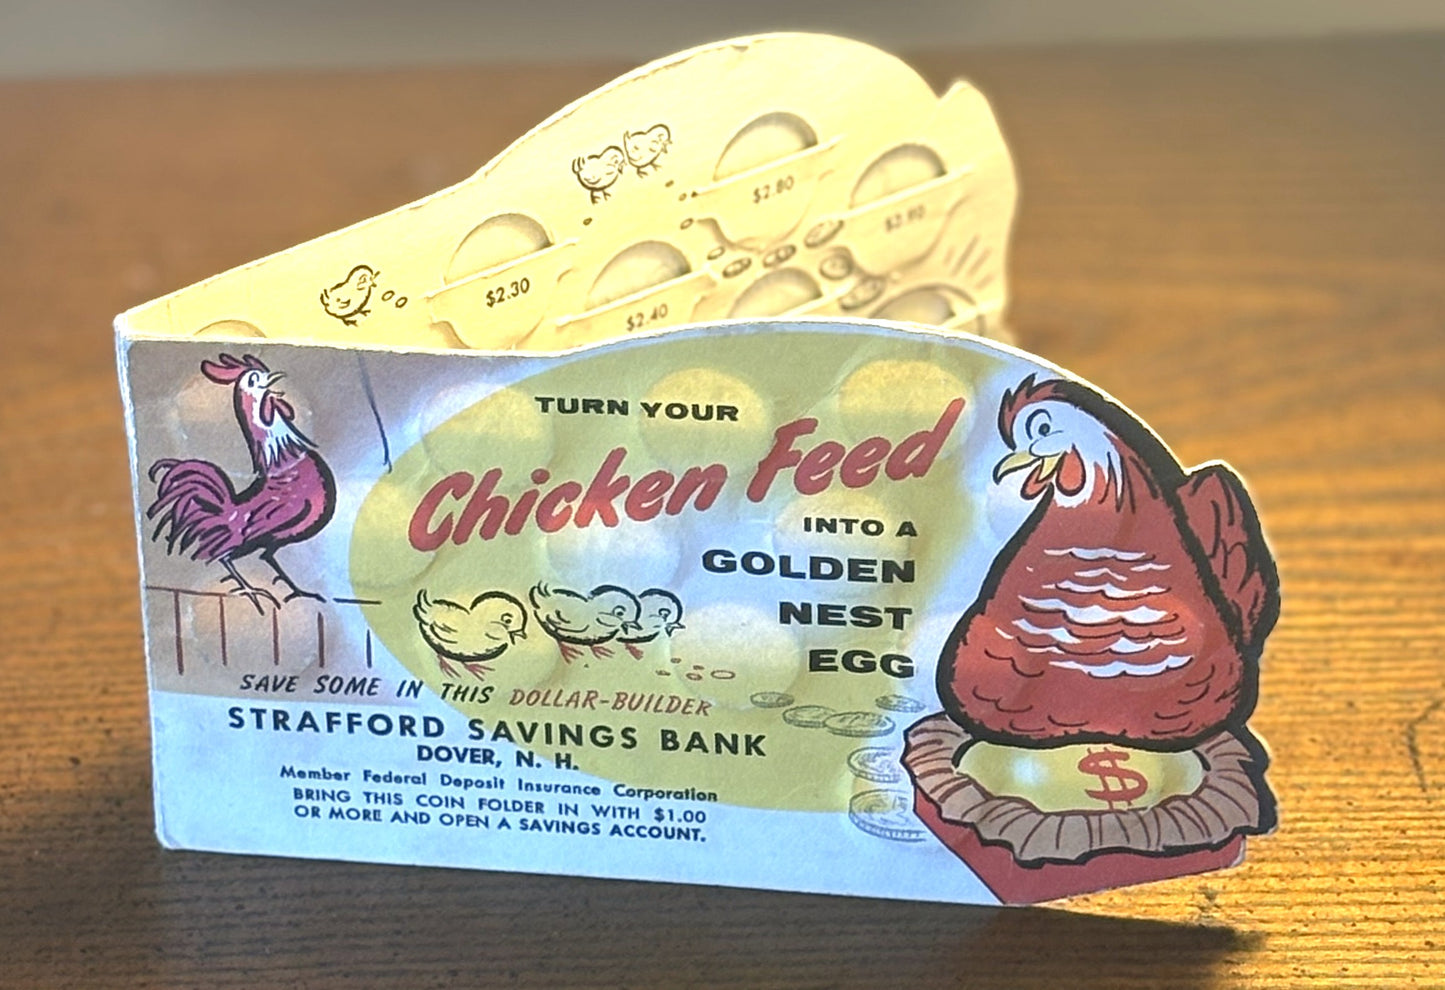 $2.80
$2.90
$2.30
$2.40
TURN YOUR
Chicken Feed
INTO A
GOLDEN
NEST
EGG
SAVE SOME IN THIS DOLLAR-BUILDER
STRAFFORD SAVINGS BANK
DOVER, N. H.
Member Federal Deposit Insurance Corporation
BRING THIS COIN FOLDER IN WITH $1.00
OR MORE AND OPEN A SAVINGS ACCOUNT.
$